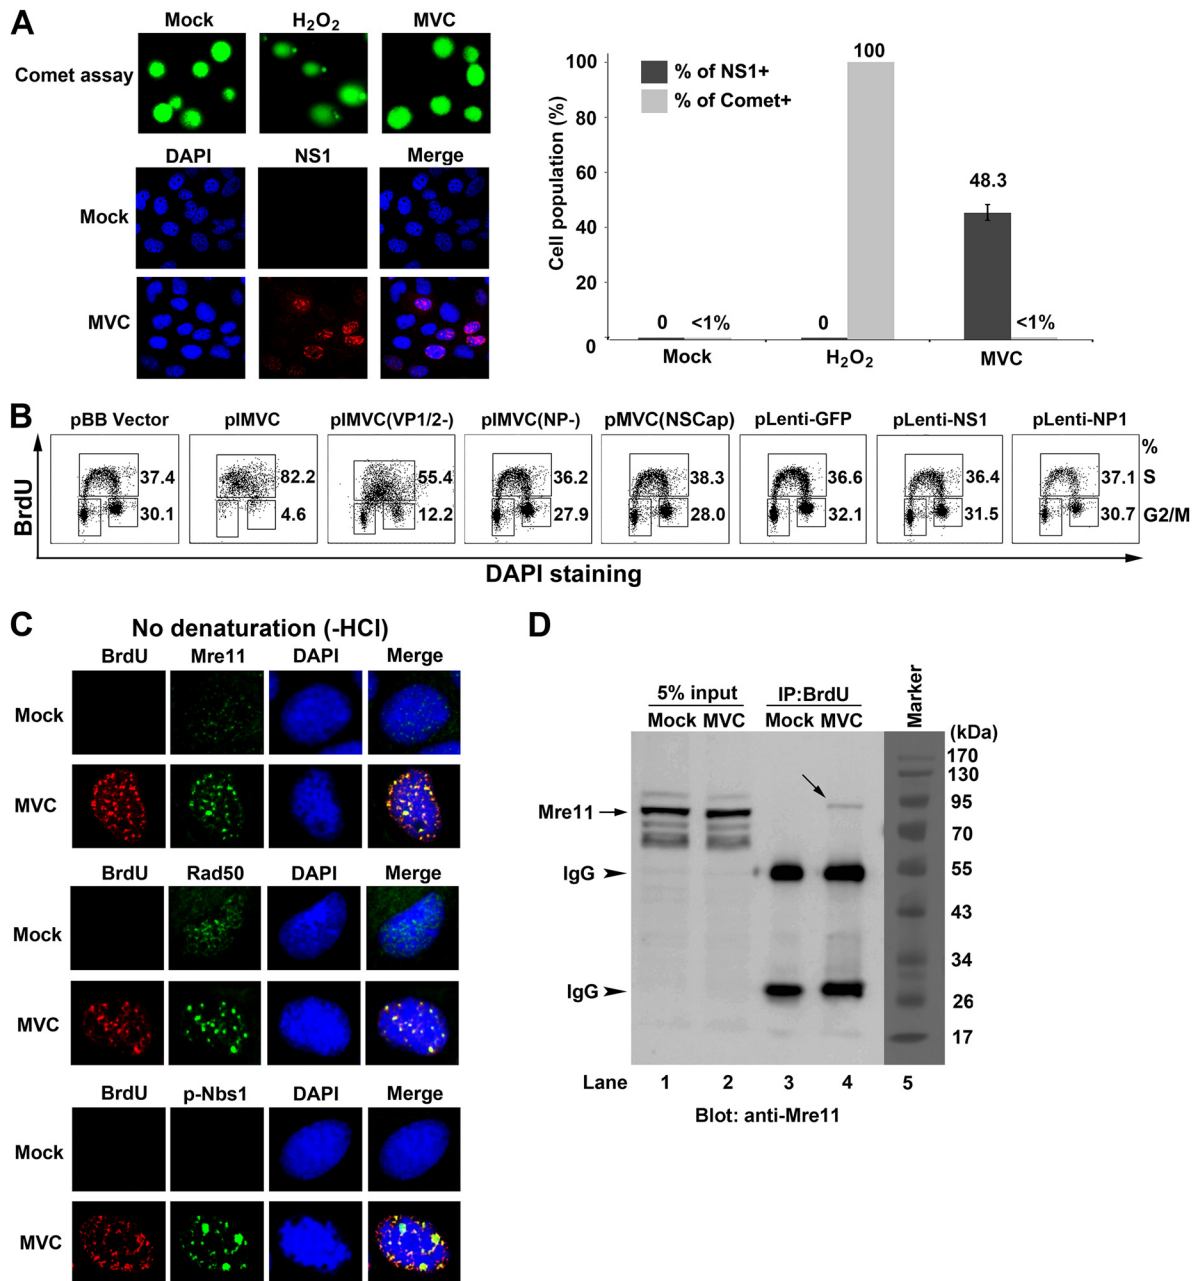 A
Mock H2O2 MVC
Comet assay
DAPI NS1 Merge
Mock
MVC
Cell population (%)
100
80
60
40
20
0
% of NS1+
% of Comet+
100
48.3
0 <1% 0 <1%
Mock H2O2 MVC
B
pBB Vector pIMVC pIMVC(VP1/2-) pIMVC(NP-) pMVC(NSCap) pLenti-GFP pLenti-NS1 pLenti-NP1
%
BrdU
37.4 82.2 55.4 36.2 38.3 36.6 36.4 37.1 S
30.1 4.6 12.2 27.9 28.0 32.1 31.5 30.7 G2/M
DAPI staining
C
No denaturation (-HCl)
BrdU Mre11 DAPI Merge
Mock
MVC
BrdU Rad50 DAPI Merge
Mock
MVC
BrdU p-Nbs1 DAPI Merge
Mock
MVC
D
5% input IP:BrdU
Mock MVC Mock MVC
Marker
(kDa)
170
130
95
70
55
43
34
26
17
Mre11
IgG
IgG
Lane 1 2 3 4 5
Blot: anti-Mre11